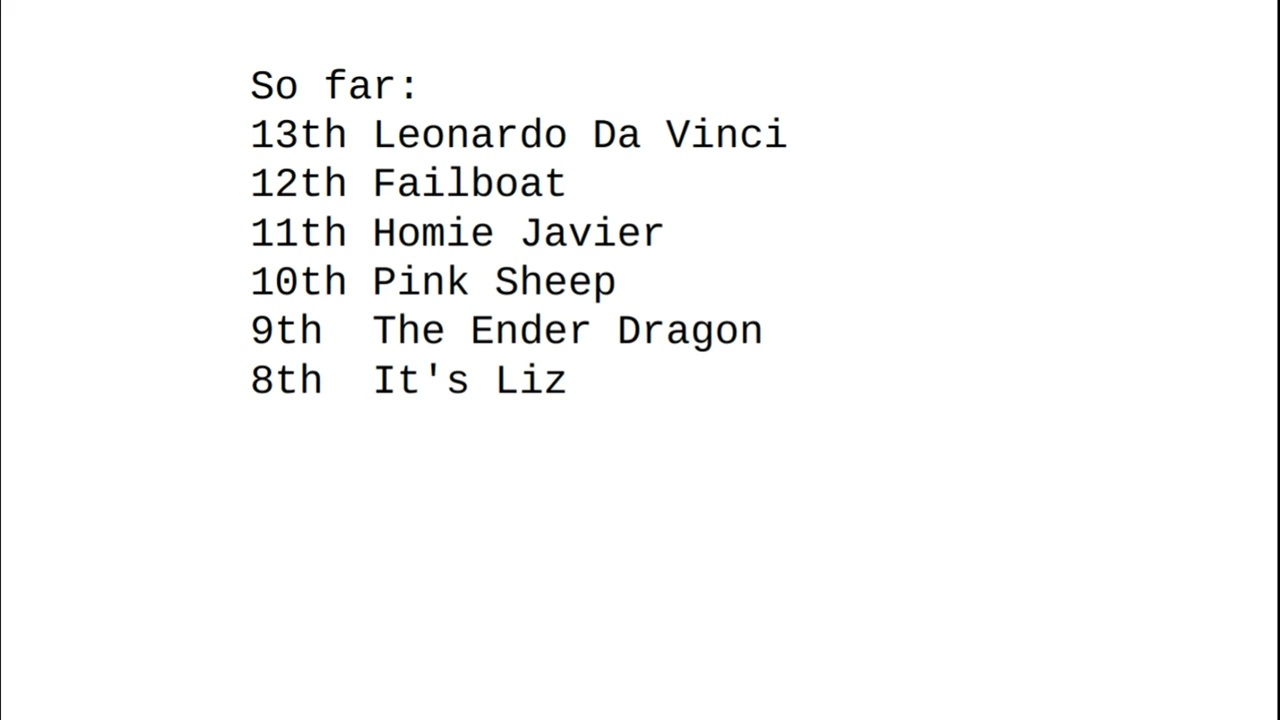 So far:
13th Leonardo Da Vinci
12th Failboat
11th Homie Javier
10th Pink Sheep
9th  The Ender Dragon
8th  It's Liz